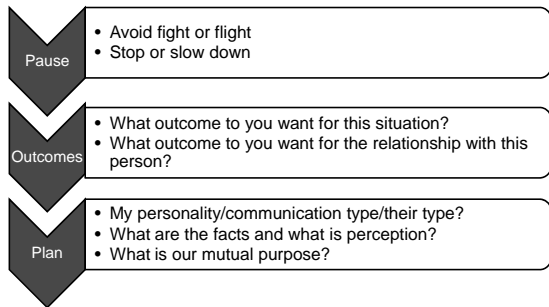 Pause
• Avoid fight or flight
• Stop or slow down
Outcomes
• What outcome to you want for this situation?
• What outcome to you want for the relationship with this
person?
Plan
• My personality/communication type/their type?
• What are the facts and what is perception?
• What is our mutual purpose?